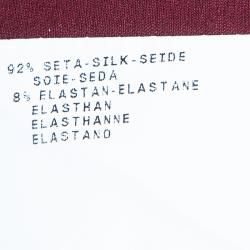 92% SETA-SILK-SEIDE
SOIE-SEDA
8% ELASTAN-ELASTANE
ELASTHAN
ELASTHANNE
ELASTANO